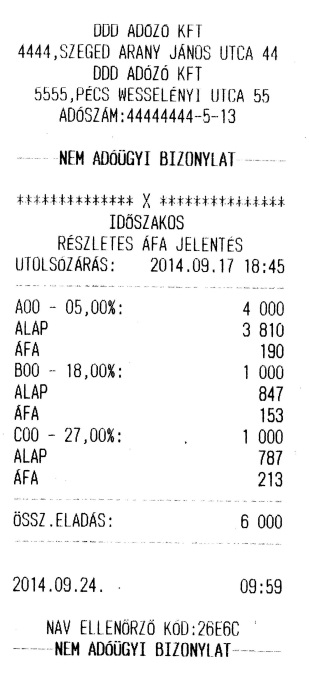 DDD ADÓZÓ KFT
4444,SZEGED ARANY JÁNOS UTCA 44
DDD ADÓZÓ KFT
5555,PÉCS WESSELÉNYI UTCA 55
ADÓSZÁM:44444444-5-13
-----NEM ADÓÜGYI BIZONYLAT-----
************** X ***************
IDŐSZAKOS
RÉSZLETES ÁFA JELENTÉS
UTOLSÓZÁRÁS: 2014.09.17 18:45
A00 - 05,00%: 4 000
ALAP 3 810
ÁFA 190
B00 - 18,00%: 1 000
ALAP 847
ÁFA 153
C00 - 27,00%: 1 000
ALAP 787
ÁFA 213
ÖSSZ.ELADÁS: 6 000
2014.09.24. 09:59
NAV ELLENŐRZŐ KÓD:26E6C
-----NEM ADÓÜGYI BIZONYLAT-----